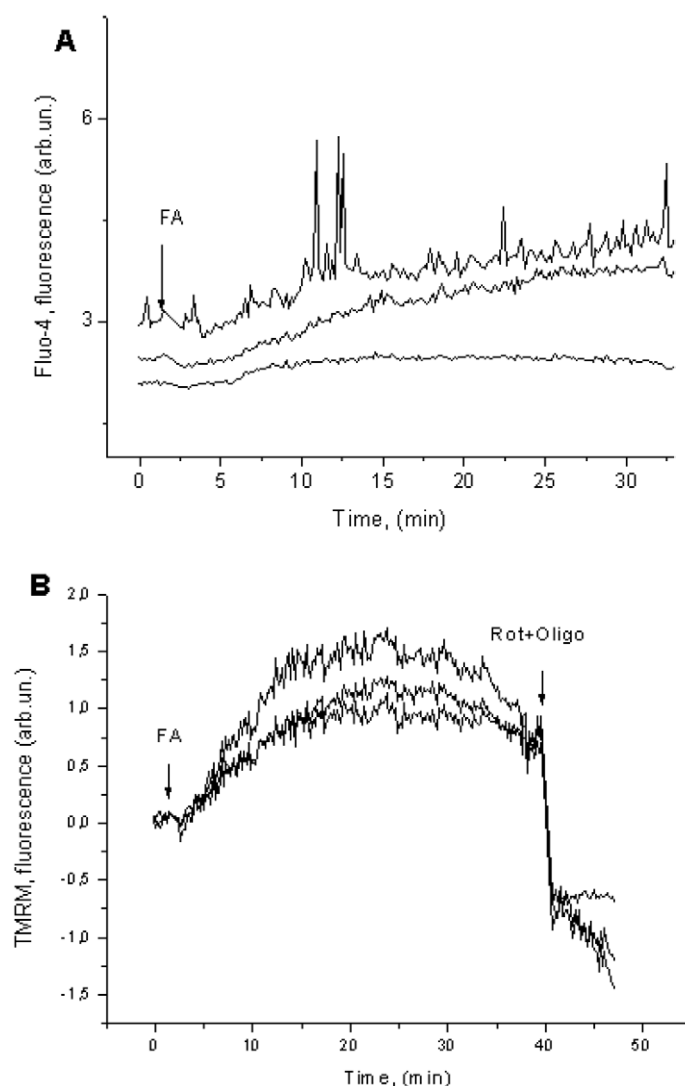 A
Fluo-4, fluorescence (arb.un.)
6
3
FA
0 5 10 15 20 25 30
Time, (min)
B
TMRM, fluorescence (arb.un.)
2,0
1,5
1,0
0,5
0,0
-0,5
-1,0
-1,5
FA
Rot+Oligo
0 10 20 30 40 50
Time, (min)